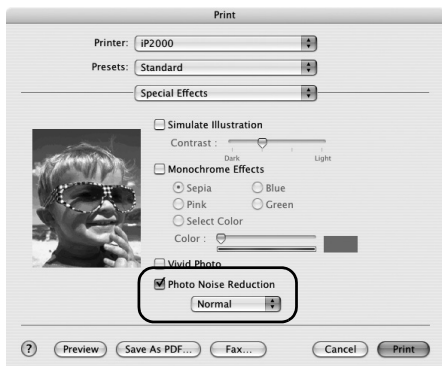 Print
Printer: iP2000
Presets: Standard
Special Effects
Simulate Illustration
Contrast :
Dark Light
Monochrome Effects
Sepia Blue
Pink Green
Select Color
Color :
Vivid Photo
Photo Noise Reduction
Normal
? Preview Save As PDF... Fax... Cancel Print